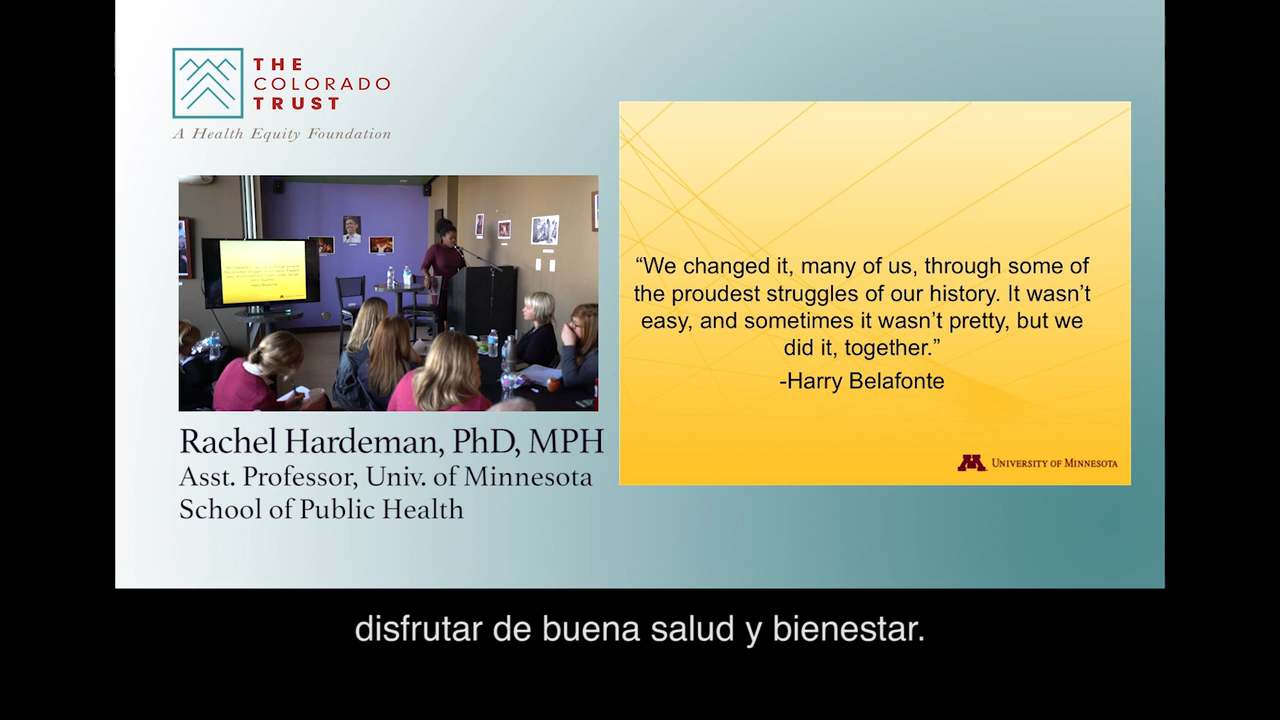 THE
COLORADO
TRUST
A Health Equity Foundation
Rachel Hardeman, PhD, MPH
Asst. Professor, Univ. of Minnesota
School of Public Health
“We changed it, many of us, through some of
the proudest struggles of our history. It wasn’t
easy, and sometimes it wasn’t pretty, but we
did it, together.”
-Harry Belafonte
M UNIVERSITY OF MINNESOTA
disfrutar de buena salud y bienestar.